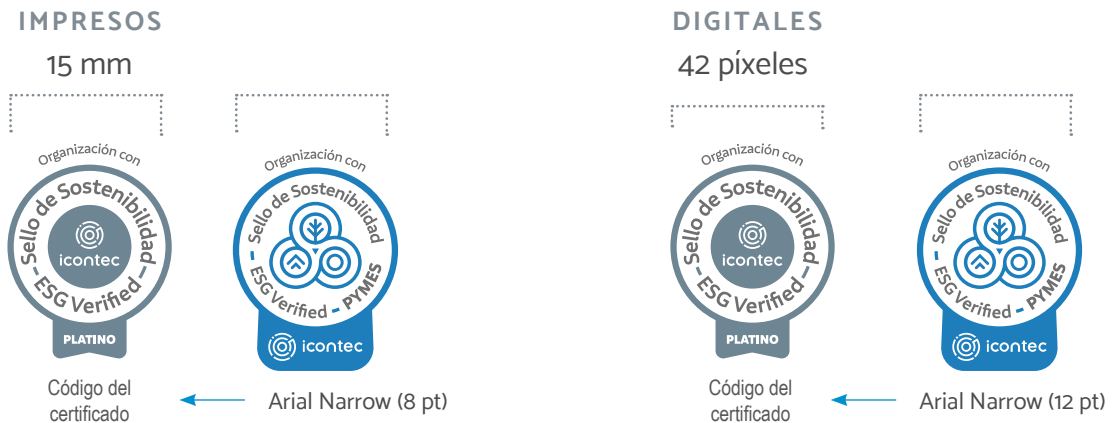 IMPRESOS
15 mm
Organización con
Sello de Sostenibilidad
ESG Verified
icontec
PLATINO
Código del
certificado
Organización con
Sello de Sostenibilidad
ESG Verified - PYMES
icontec
Arial Narrow (8 pt)
DIGITALES
42 píxeles
Organización con
Sello de Sostenibilidad
ESG Verified
icontec
PLATINO
Código del
certificado
Organización con
Sello de Sostenibilidad
ESG Verified - PYMES
icontec
Arial Narrow (12 pt)